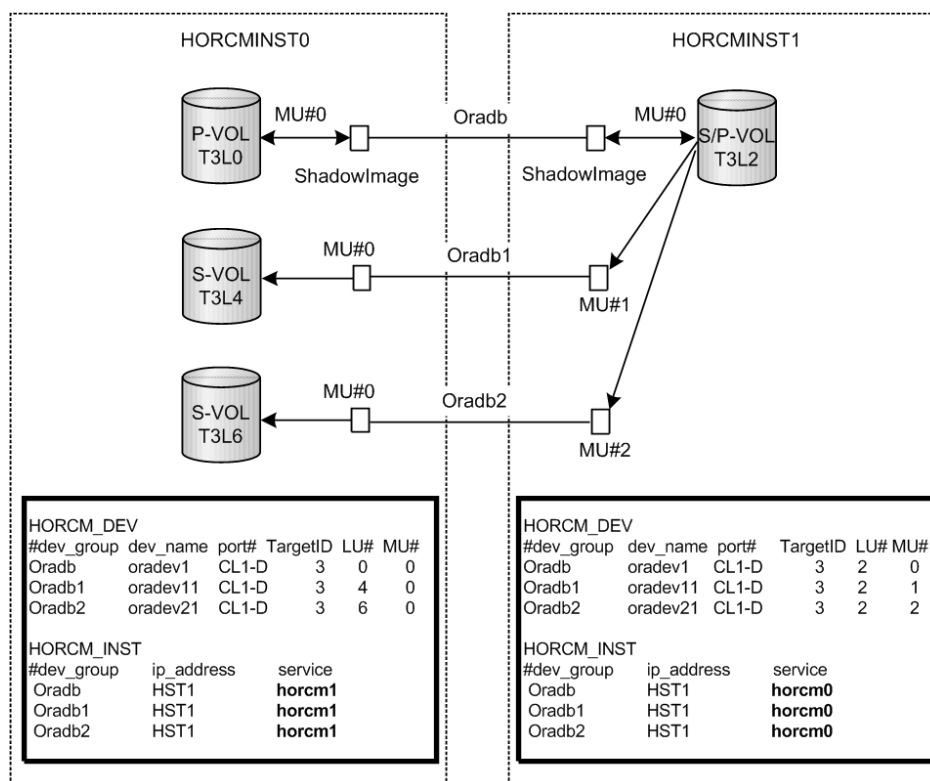 HORCMINST0
HORCMINST1
P-VOL
T3L0
MU#0
Oradb
MU#0
S/P-VOL
T3L2
ShadowImage
ShadowImage
S-VOL
T3L4
MU#0
Oradb1
MU#1
S-VOL
T3L6
MU#0
Oradb2
MU#2
HORCM_DEV
#dev_group dev_name port# TargetID LU# MU#
Oradb oradev1 CL1-D 3 0 0
Oradb1 oradev11 CL1-D 3 4 0
Oradb2 oradev21 CL1-D 3 6 0
HORCM_INST
#dev_group ip_address service
Oradb HST1 horcm1
Oradb1 HST1 horcm1
Oradb2 HST1 horcm1
HORCM_DEV
#dev_group dev_name port# TargetID LU# MU#
Oradb oradev1 CL1-D 3 2 0
Oradb1 oradev11 CL1-D 3 2 1
Oradb2 oradev21 CL1-D 3 2 2
HORCM_INST
#dev_group ip_address service
Oradb HST1 horcm0
Oradb1 HST1 horcm0
Oradb2 HST1 horcm0